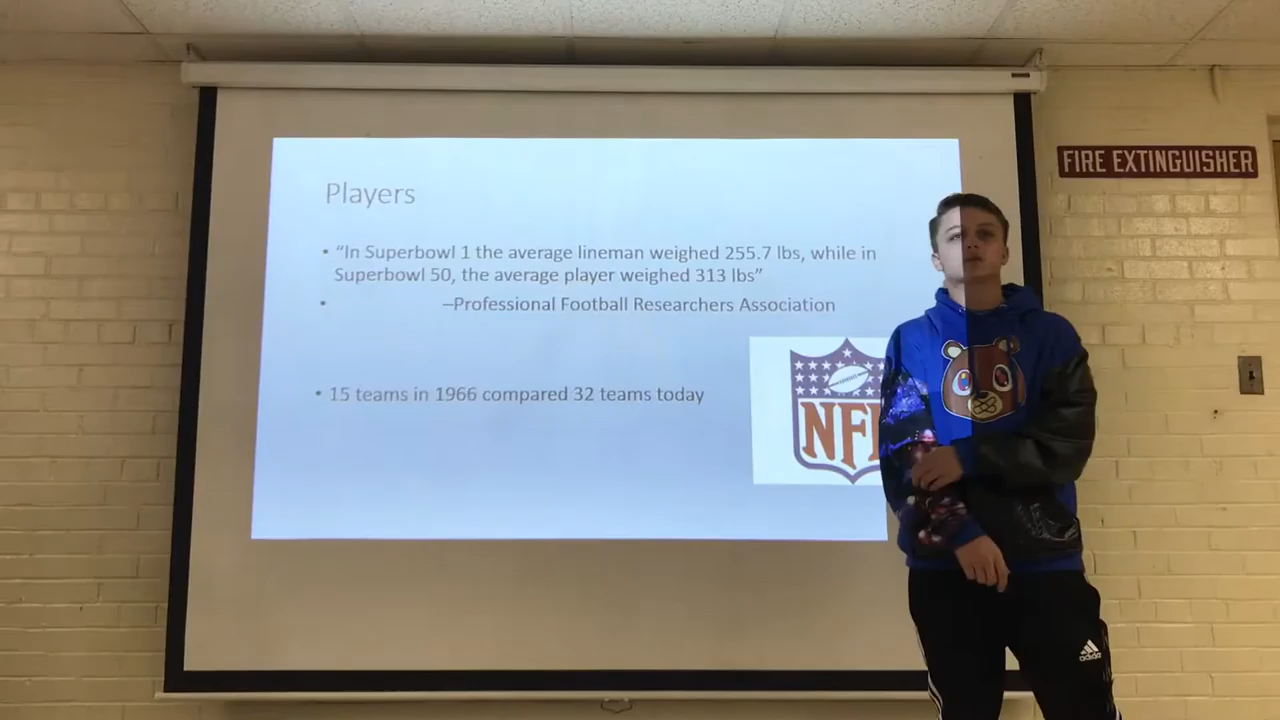 FIRE EXTINGUISHER
Players
• “In Superbowl 1 the average lineman weighed 255.7 lbs, while in
Superbowl 50, the average player weighed 313 lbs”
• –Professional Football Researchers Association
• 15 teams in 1966 compared 32 teams today
NFL
adidas